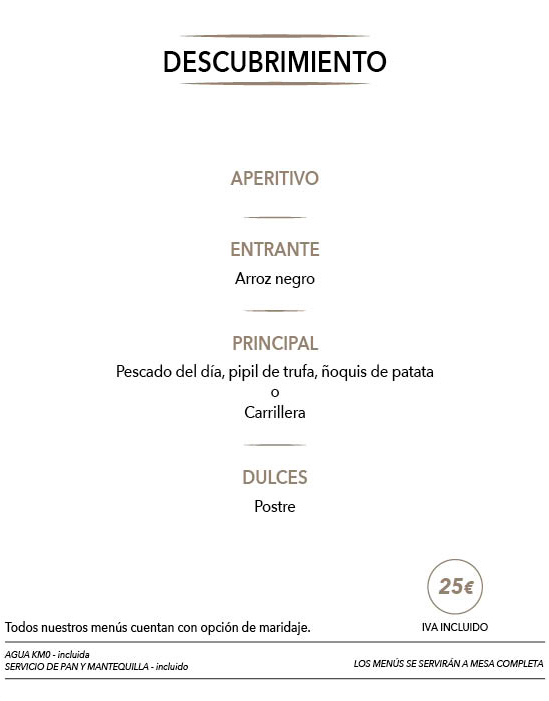 DESCUBRIMIENTO
APERITIVO
ENTRANTE
Arroz negro
PRINCIPAL
Pescado del día, pipil de trufa, ñoquis de patata
o
Carrillera
DULCES
Postre
25€
Todos nuestros menús cuentan con opción de maridaje.
IVA INCLUIDO
AGUA KM0 - incluida
SERVICIO DE PAN Y MANTEQUILLA - incluido
LOS MENÚS SE SERVIRÁN A MESA COMPLETA